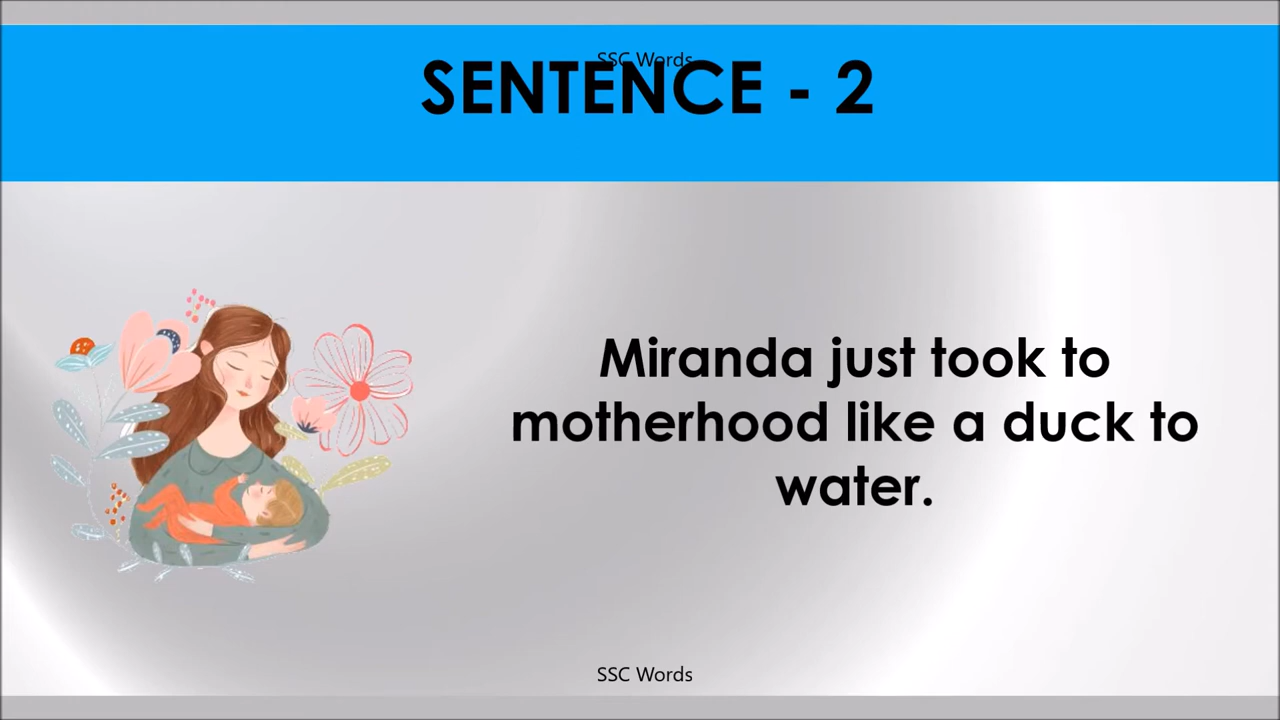 SSC Words
SENTENCE - 2
Miranda just took to
motherhood like a duck to
water.
SSC Words